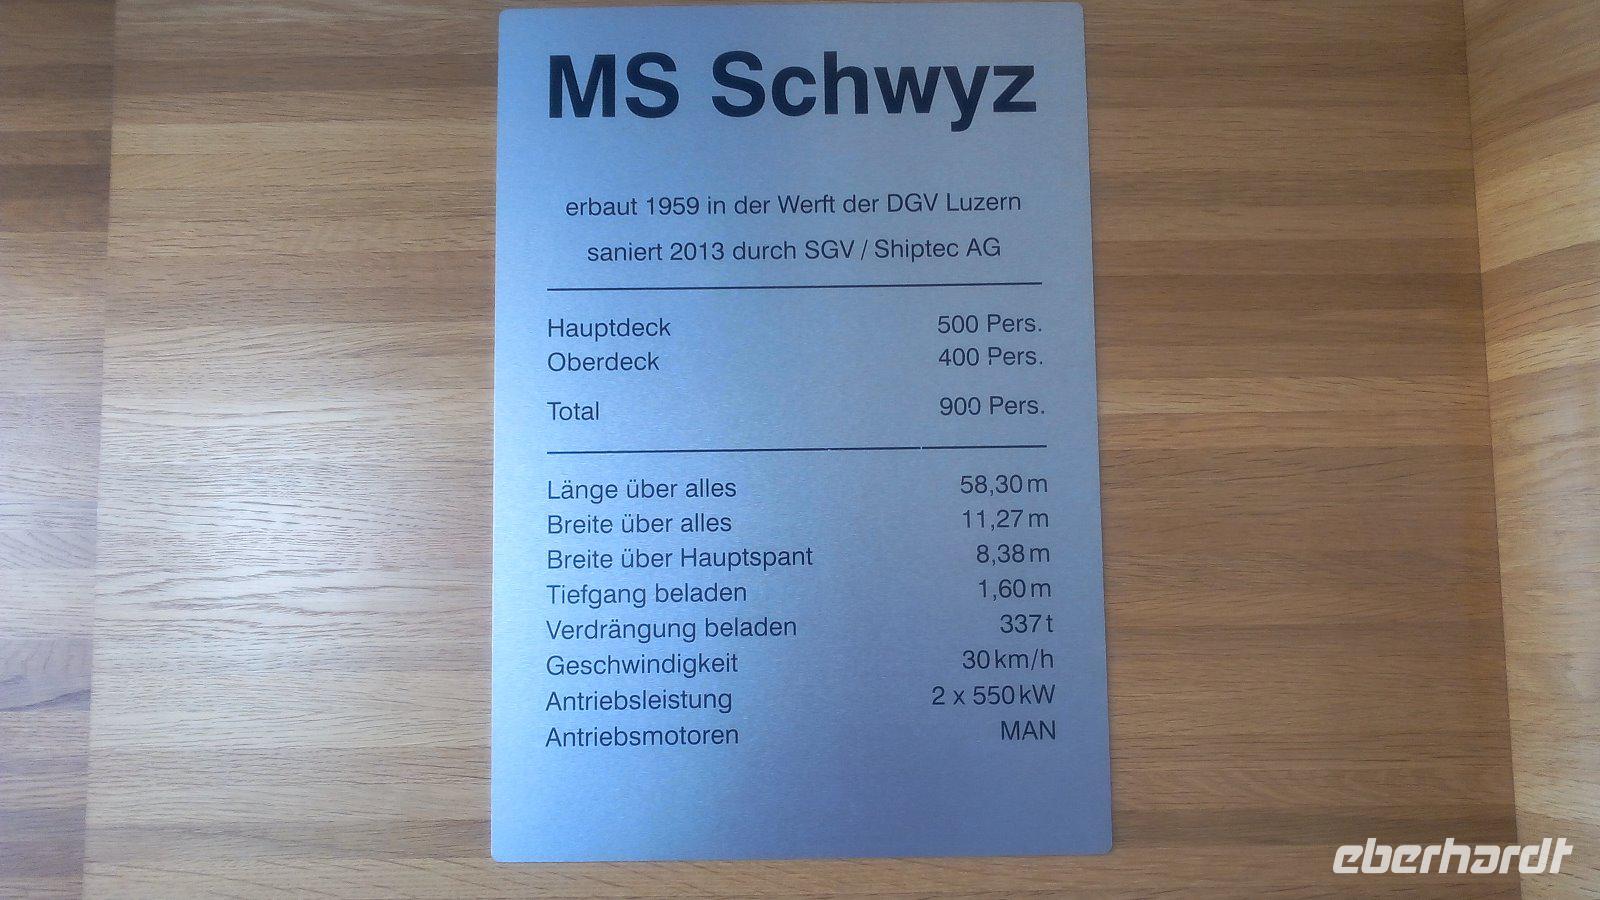 MS Schwyz
erbaut 1959 in der Werft der DGV Luzern
saniert 2013 durch SGV / Shiptec AG
Hauptdeck 500 Pers.
Oberdeck 400 Pers.
Total 900 Pers.
Länge über alles 58,30 m
Breite über alles 11,27 m
Breite über Hauptspant 8,38 m
Tiefgang beladen 1,60 m
Verdrängung beladen 337 t
Geschwindigkeit 30 km/h
Antriebsleistung 2 x 550 kW
Antriebsmotoren MAN
eberhardt